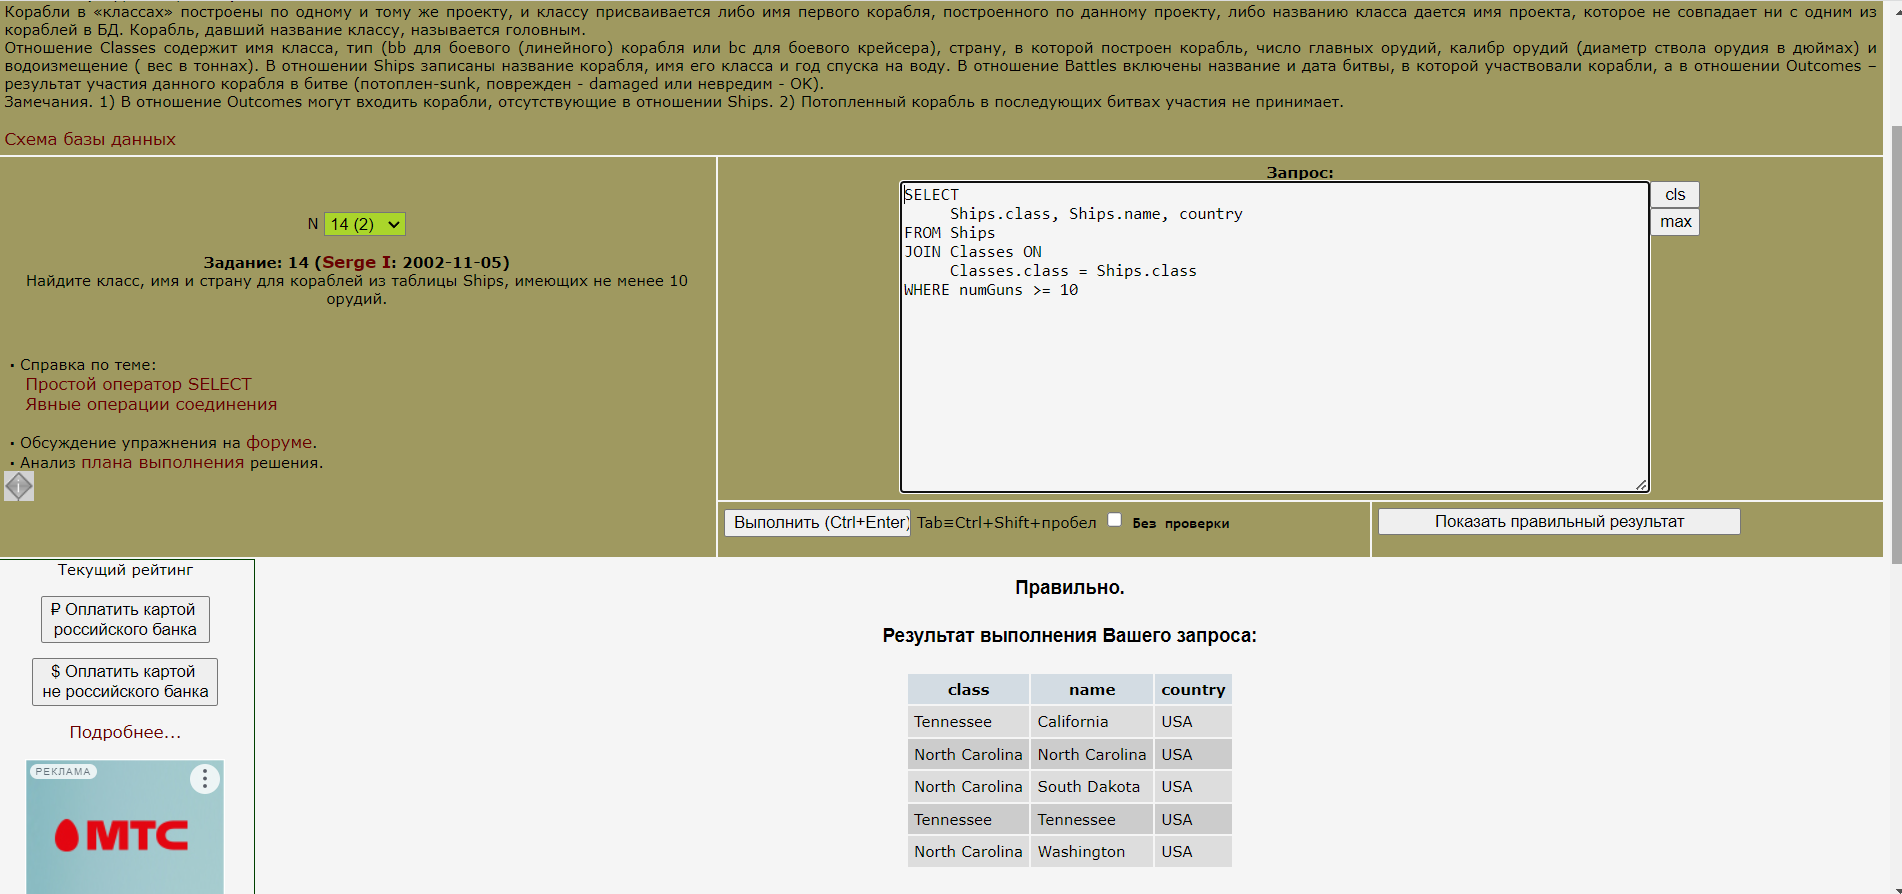 Корабли в «классах» построены по одному и тому же проекту, и классу присваивается либо имя первого корабля, построенного по данному проекту, либо названию класса дается имя проекта, которое не совпадает ни с одним из
кораблей в БД. Корабль, давший название классу, называется головным.
Отношение Classes содержит имя класса, тип (bb для боевого (линейного) корабля или bc для боевого крейсера), страну, в которой построен корабль, число главных орудий, калибр орудий (диаметр ствола орудия в дюймах) и
водоизмещение ( вес в тоннах). В отношении Ships записаны название корабля, имя его класса и год спуска на воду. В отношение Battles включены название и дата битвы, в которой участвовали корабли, а в отношении Outcomes –
результат участия данного корабля в битве (потоплен-sunk, поврежден - damaged или невредим - OK).
Замечания. 1) В отношение Outcomes могут входить корабли, отсутствующие в отношении Ships. 2) Потопленный корабль в последующих битвах участия не принимает.
Схема базы данных
N 14 (2)
Задание: 14 (Serge I: 2002-11-05)
Найдите класс, имя и страну для кораблей из таблицы Ships, имеющих не менее 10
орудий.
· Справка по теме:
Простой оператор SELECT
Явные операции соединения
· Обсуждение упражнения на форуме.
· Анализ плана выполнения решения.
i
Запрос:
SELECT
Ships.class, Ships.name, country
FROM Ships
JOIN Classes ON
Classes.class = Ships.class
WHERE numGuns >= 10
cls
max
Выполнить (Ctrl+Enter) Tab≡Ctrl+Shift+пробел Без проверки
Показать правильный результат
Текущий рейтинг
₽ Оплатить картой
российского банка
$ Оплатить картой
не российского банка
Подробнее...
РЕКЛАМА
МТС
Правильно.
Результат выполнения Вашего запроса:
class name country
Tennessee California USA
North Carolina North Carolina USA
North Carolina South Dakota USA
Tennessee Tennessee USA
North Carolina Washington USA